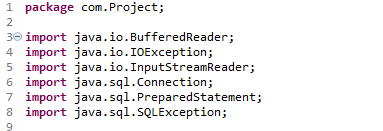 1 package com.Project;
2
3 import java.io.BufferedReader;
4 import java.io.IOException;
5 import java.io.InputStreamReader;
6 import java.sql.Connection;
7 import java.sql.PreparedStatement;
8 import java.sql.SQLException;
9